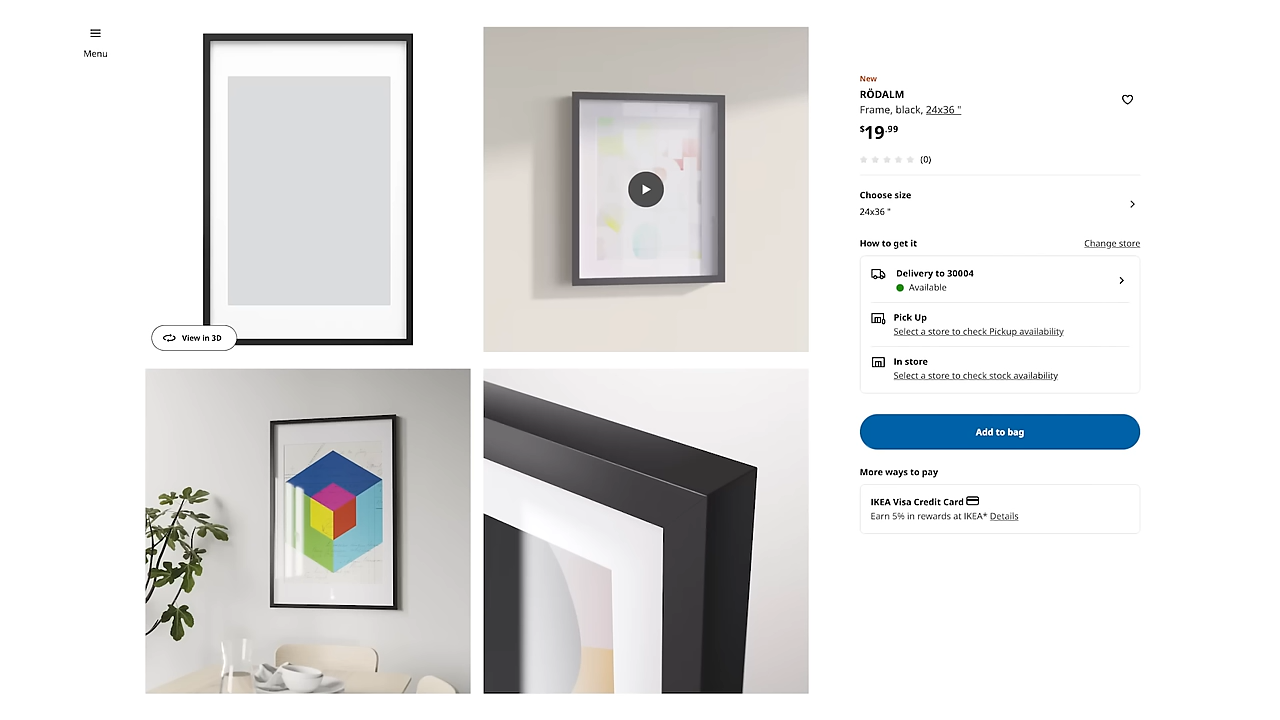 Menu
View in 3D
New
RÖDALM
Frame, black, 24x36 "
$19.99
(0)
Choose size
24x36 "
How to get it
Change store
Delivery to 30004
Available
Pick Up
Select a store to check Pickup availability
In store
Select a store to check stock availability
Add to bag
More ways to pay
IKEA Visa Credit Card
Earn 5% in rewards at IKEA* Details